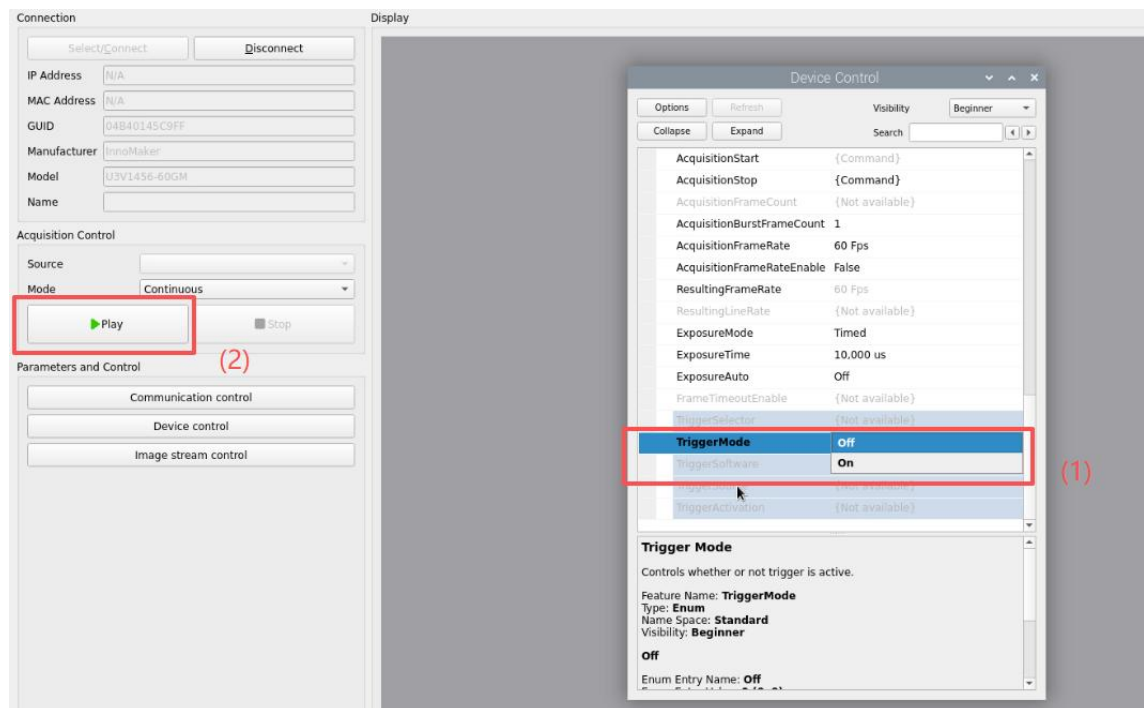 Connection
Select/Connect Disconnect
IP Address N/A
MAC Address N/A
GUID 04B40145C9FF
Manufacturer InnoMaker
Model U3V1456-60GM
Name
Acquisition Control
Source
Mode Continuous
Play Stop
(2)
Parameters and Control
Communication control
Device control
Image stream control
Display
Device Control
Options Refresh Visibility Beginner
Collapse Expand Search
AcquisitionStart {Command}
AcquisitionStop {Command}
AcquisitionFrameCount {Not available}
AcquisitionBurstFrameCount 1
AcquisitionFrameRate 60 Fps
AcquisitionFrameRateEnable False
ResultingFrameRate 60 Fps
ResultingLineRate {Not available}
ExposureMode Timed
ExposureTime 10,000 us
ExposureAuto Off
FrameTimeoutEnable {Not available}
TriggerSelector {Not available}
TriggerMode Off
TriggerSoftware On
(1)
{Not available}
TriggerActivation {Not available}
Trigger Mode
Controls whether or not trigger is active.
Feature Name: TriggerMode
Type: Enum
Name Space: Standard
Visibility: Beginner
Off
Enum Entry Name: Off